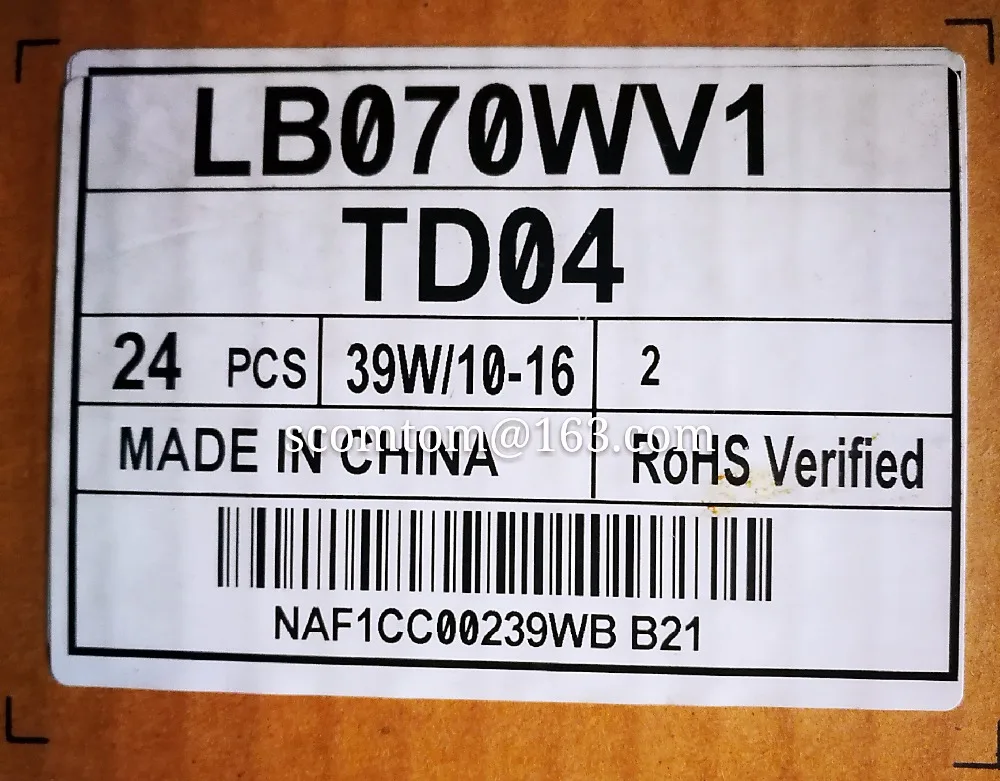 LB070WV1
TD04
24 PCS 39W/10-16 2
MADE IN CHINA RoHS Verified
scomtom@163.com
NAF1CC00239WB B21